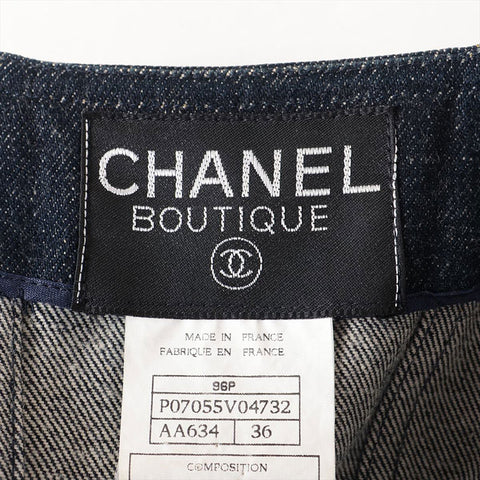 CHANEL
BOUTIQUE
MADE IN FRANCE
FABRIQUE EN FRANCE
96P
P07055V04732
AA634 36
COMPOSITION